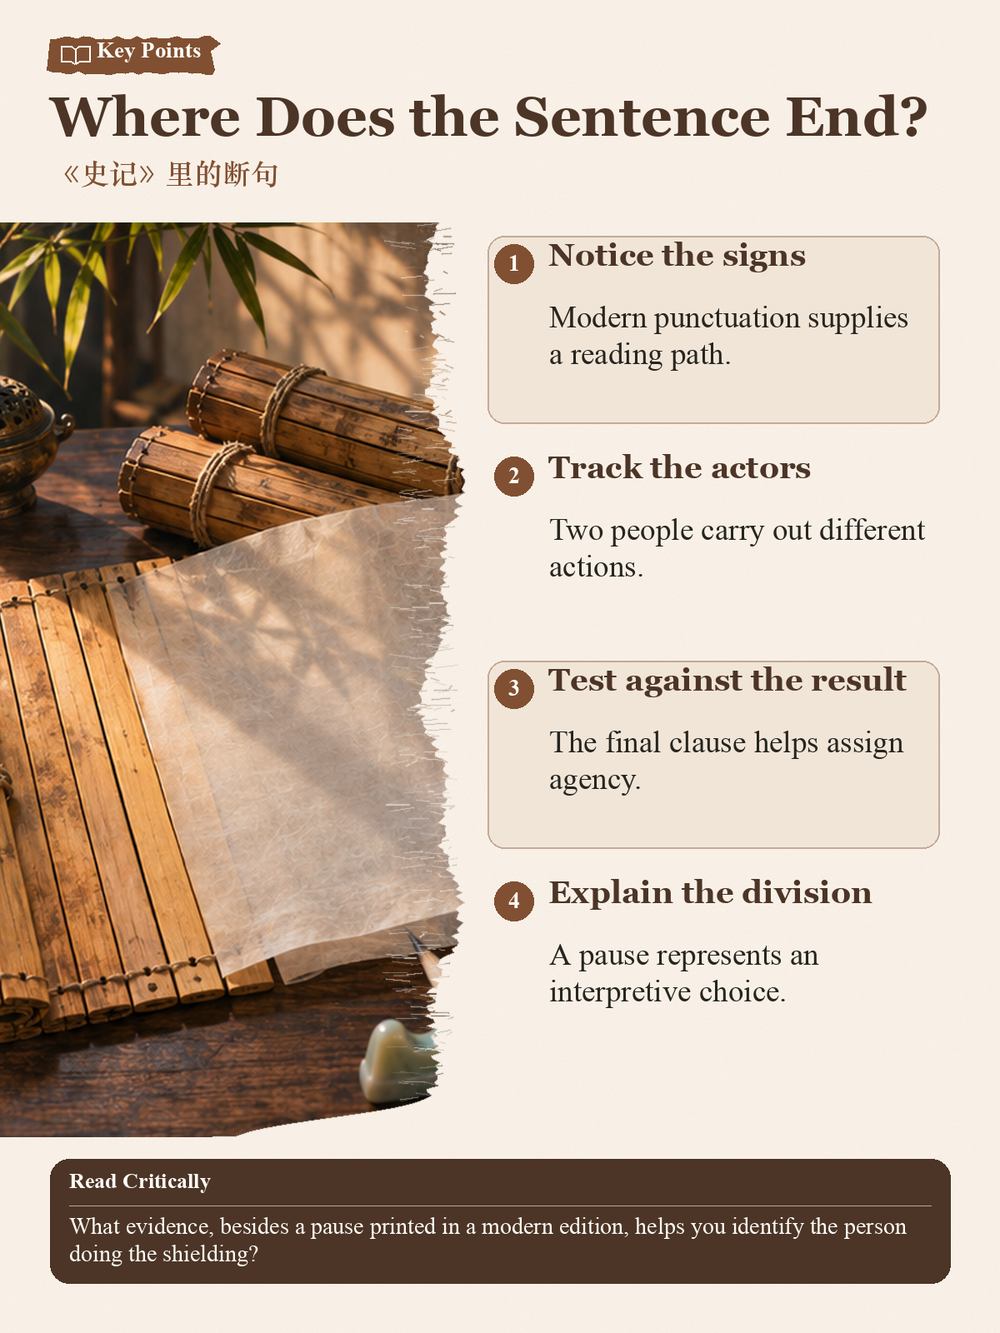 Key Points
Where Does the Sentence End?
《史记》里的断句
1 Notice the signs
Modern punctuation supplies
a reading path.
2 Track the actors
Two people carry out different
actions.
3 Test against the result
The final clause helps assign
agency.
4 Explain the division
A pause represents an
interpretive choice.
Read Critically
What evidence, besides a pause printed in a modern edition, helps you identify the person
doing the shielding?